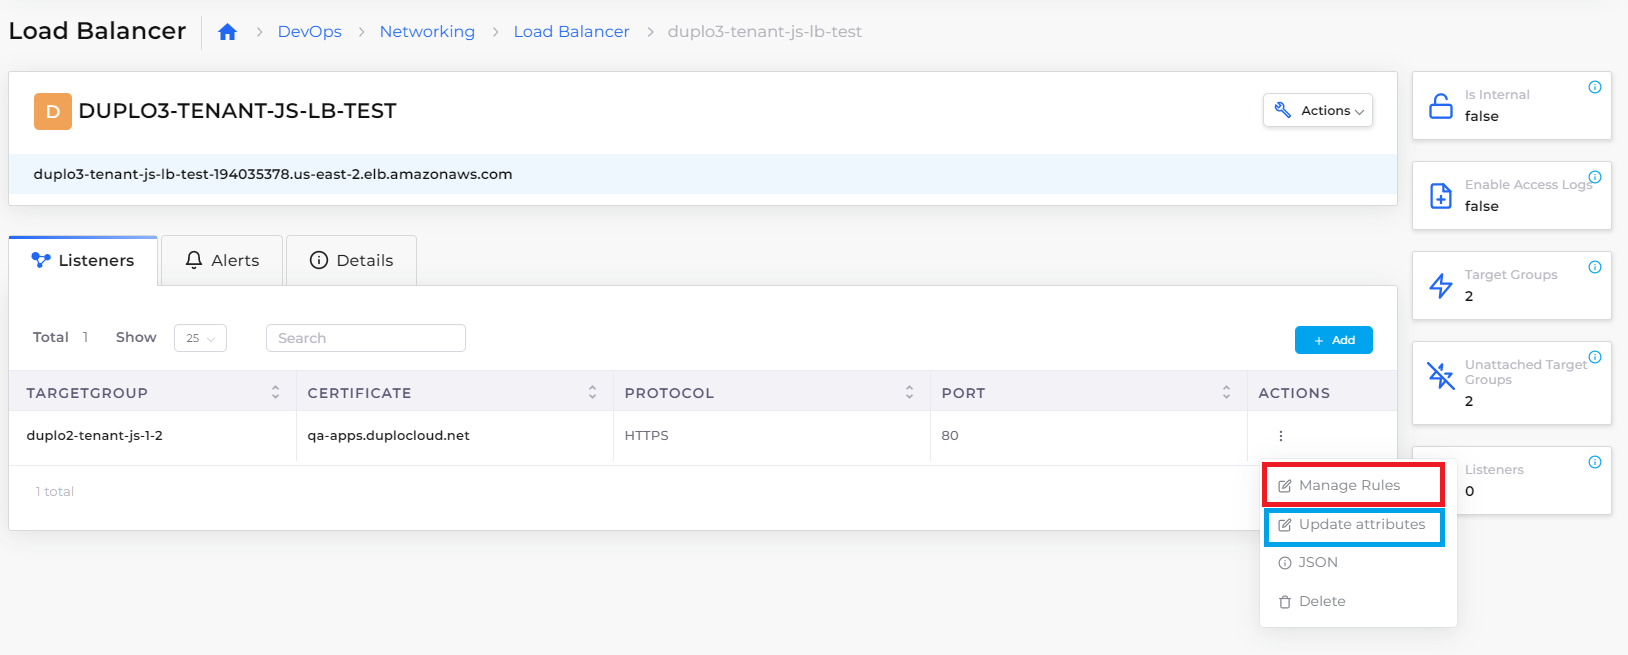 Load Balancer
DevOps
Networking
Load Balancer
duplo3-tenant-js-lb-test
D DUPLO3-TENANT-JS-LB-TEST
Actions
duplo3-tenant-js-lb-test-194035378.us-east-2.elb.amazonaws.com
Is Internal
false
Enable Access Logs
false
Target Groups
2
Unattached Target
Groups
2
Listeners
0
Listeners
Alerts
Details
Total 1 Show 25 Search
+ Add
TARGETGROUP CERTIFICATE PROTOCOL PORT ACTIONS
duplo2-tenant-js-1-2 qa-apps.duplocloud.net HTTPS 80
1 total
Manage Rules
Update attributes
JSON
Delete